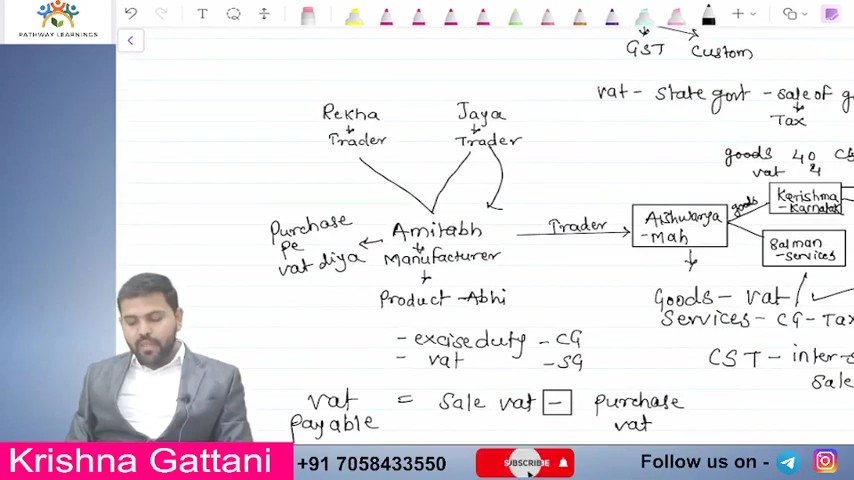 PATHWAY LEARNINGS
T
GST Custom
vat - state govt - sale of g
Tax
Rekha
Trader
Jaya
Trader
goods 40
vat 4
Purchase
pe
vat diya
Amitabh
Manufacturer
Product - Abhi
Trader
Aishwarya
- Mah
goods
Karishma
- Karnatak
Salman
- services
Goods - vat
Services - CG - Tax
- excise duty - CG
- vat - SG
CST - inter-s
sale
vat payable = Sale vat - purchase vat
Krishna Gattani
+91 7058433550
SUBSCRIBE
Follow us on -